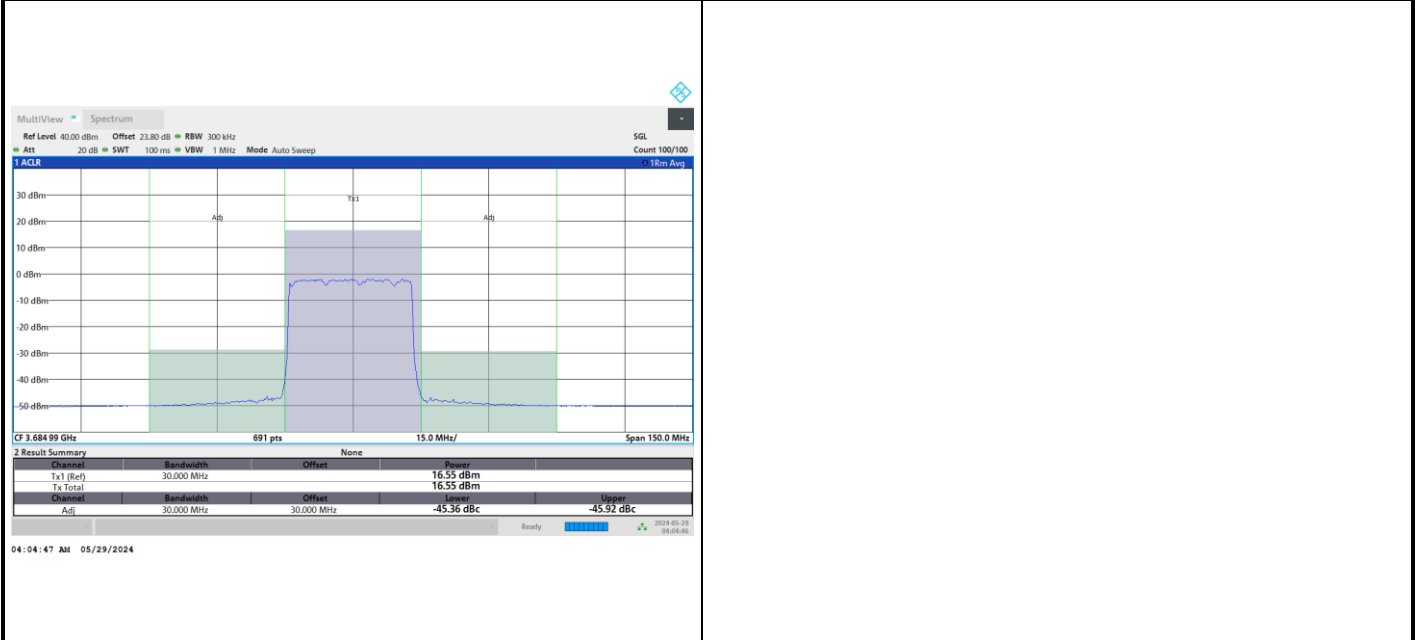 MultiView Spectrum
Ref Level 40.00 dBm Offset 23.80 dB RBW 300 kHz SGL
Att 20 dB SWT 100 ms VBW 1 MHz Mode Auto Sweep Count 100/100
1 ACLR 1Rm Avg
30 dBm
Tx1
20 dBm Adj Adj
10 dBm
0 dBm
-10 dBm
-20 dBm
-30 dBm
-40 dBm
-50 dBm
CF 3.684 99 GHz 691 pts 15.0 MHz/ Span 150.0 MHz
2 Result Summary None
Channel Bandwidth Offset Power
Tx1 (Ref) 30.000 MHz 16.55 dBm
Tx Total 16.55 dBm
Channel Bandwidth Offset Lower Upper
Adj 30.000 MHz 30.000 MHz -45.36 dBc -45.92 dBc
Ready 2024-05-29
04:04:46
04:04:47 AM 05/29/2024